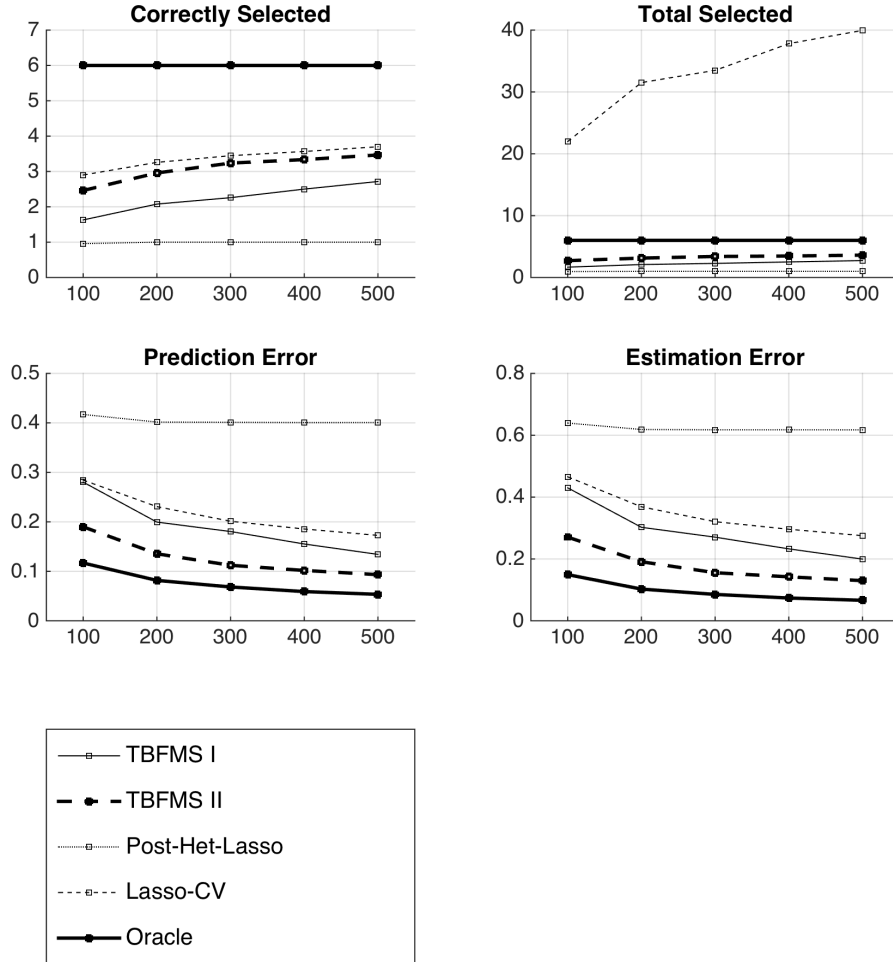 Correctly Selected
7
6
5
4
3
2
1
0
100 200 300 400 500
Total Selected
40
30
20
10
0
100 200 300 400 500
Prediction Error
0.5
0.4
0.3
0.2
0.1
0
100 200 300 400 500
Estimation Error
0.8
0.6
0.4
0.2
0
100 200 300 400 500
TBFMS I
TBFMS II
Post-Het-Lasso
Lasso-CV
Oracle